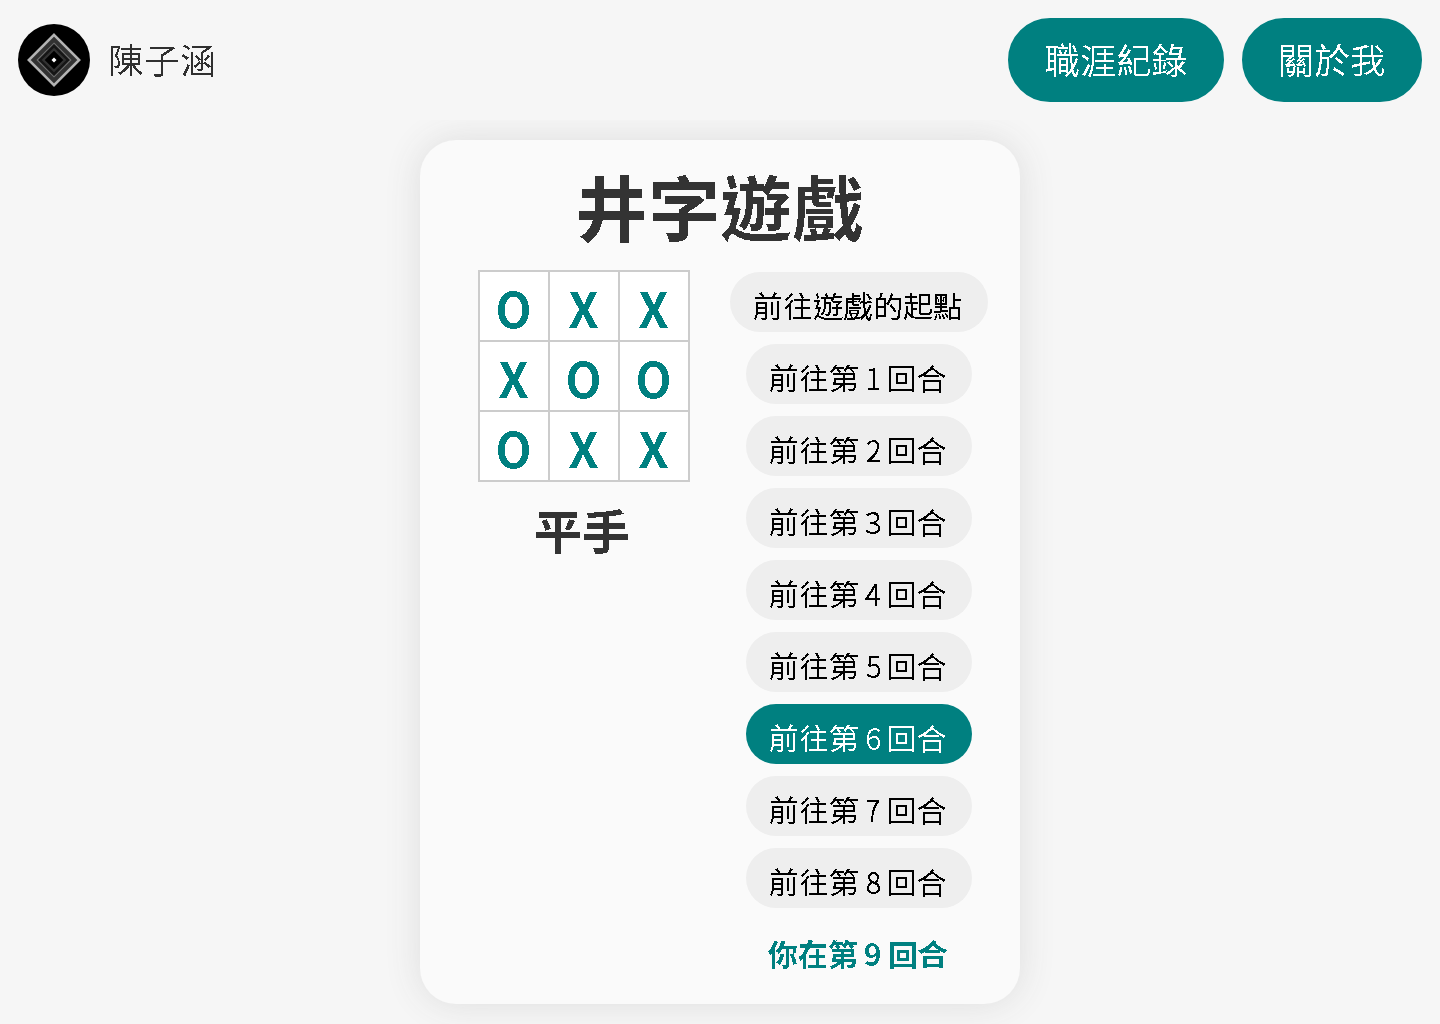 陳子涵
職涯紀錄
關於我
井字遊戲
O X X
X O O
O X X
平手
前往遊戲的起點
前往第 1 回合
前往第 2 回合
前往第 3 回合
前往第 4 回合
前往第 5 回合
前往第 6 回合
前往第 7 回合
前往第 8 回合
你在第 9 回合